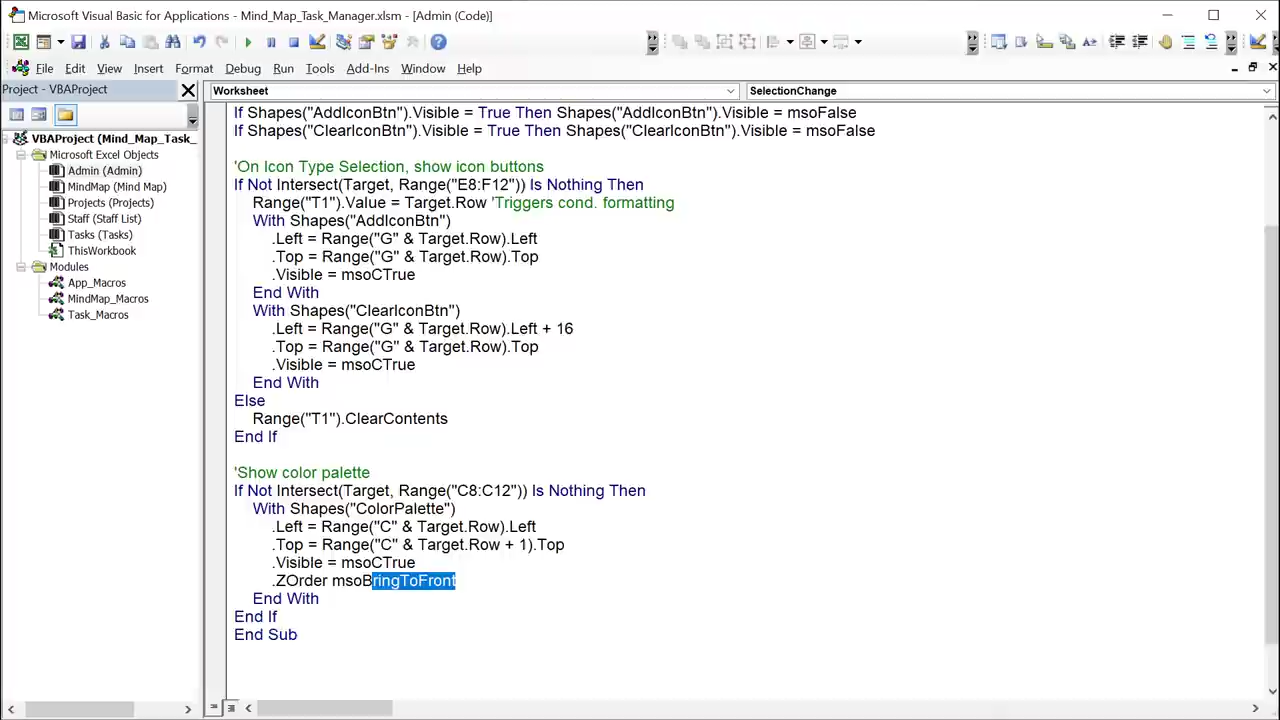 Microsoft Visual Basic for Applications - Mind_Map_Task_Manager.xlsm - [Admin (Code)]
File Edit View Insert Format Debug Run Tools Add-Ins Window Help
Project - VBAProject
Worksheet
SelectionChange
VBAProject (Mind_Map_Task_
Microsoft Excel Objects
Admin (Admin)
MindMap (Mind Map)
Projects (Projects)
Staff (Staff List)
Tasks (Tasks)
ThisWorkbook
Modules
App_Macros
MindMap_Macros
Task_Macros
If Shapes("AddIconBtn").Visible = True Then Shapes("AddIconBtn").Visible = msoFalse
If Shapes("ClearIconBtn").Visible = True Then Shapes("ClearIconBtn").Visible = msoFalse
'On Icon Type Selection, show icon buttons
If Not Intersect(Target, Range("E8:F12")) Is Nothing Then
Range("T1").Value = Target.Row 'Triggers cond. formatting
With Shapes("AddIconBtn")
.Left = Range("G" & Target.Row).Left
.Top = Range("G" & Target.Row).Top
.Visible = msoCTrue
End With
With Shapes("ClearIconBtn")
.Left = Range("G" & Target.Row).Left + 16
.Top = Range("G" & Target.Row).Top
.Visible = msoCTrue
End With
Else
Range("T1").ClearContents
End If
'Show color palette
If Not Intersect(Target, Range("C8:C12")) Is Nothing Then
With Shapes("ColorPalette")
.Left = Range("C" & Target.Row).Left
.Top = Range("C" & Target.Row + 1).Top
.Visible = msoCTrue
.ZOrder msoBringToFront
End With
End If
End Sub